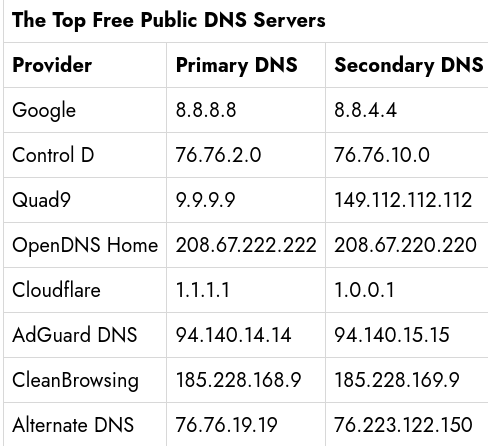 The Top Free Public DNS Servers
Provider Primary DNS Secondary DNS
Google 8.8.8.8 8.8.4.4
Control D 76.76.2.0 76.76.10.0
Quad9 9.9.9.9 149.112.112.112
OpenDNS Home 208.67.222.222 208.67.220.220
Cloudflare 1.1.1.1 1.0.0.1
AdGuard DNS 94.140.14.14 94.140.15.15
CleanBrowsing 185.228.168.9 185.228.169.9
Alternate DNS 76.76.19.19 76.223.122.150